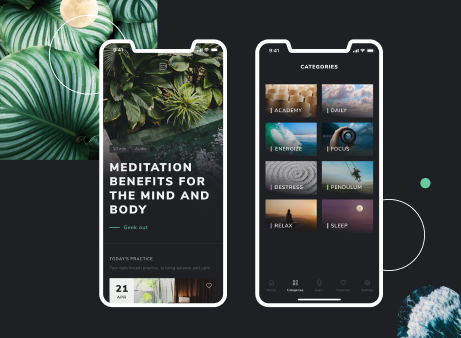 9:41
10 min
Audio
MEDITATION
BENEFITS FOR
THE MIND AND
BODY
Geek out
TODAY'S PRACTICE
21
APR
9:41
CATEGORIES
ACADEMY
DAILY
ENERGIZE
FOCUS
DESTRESS
PENDULUM
RELAX
SLEEP
Categories